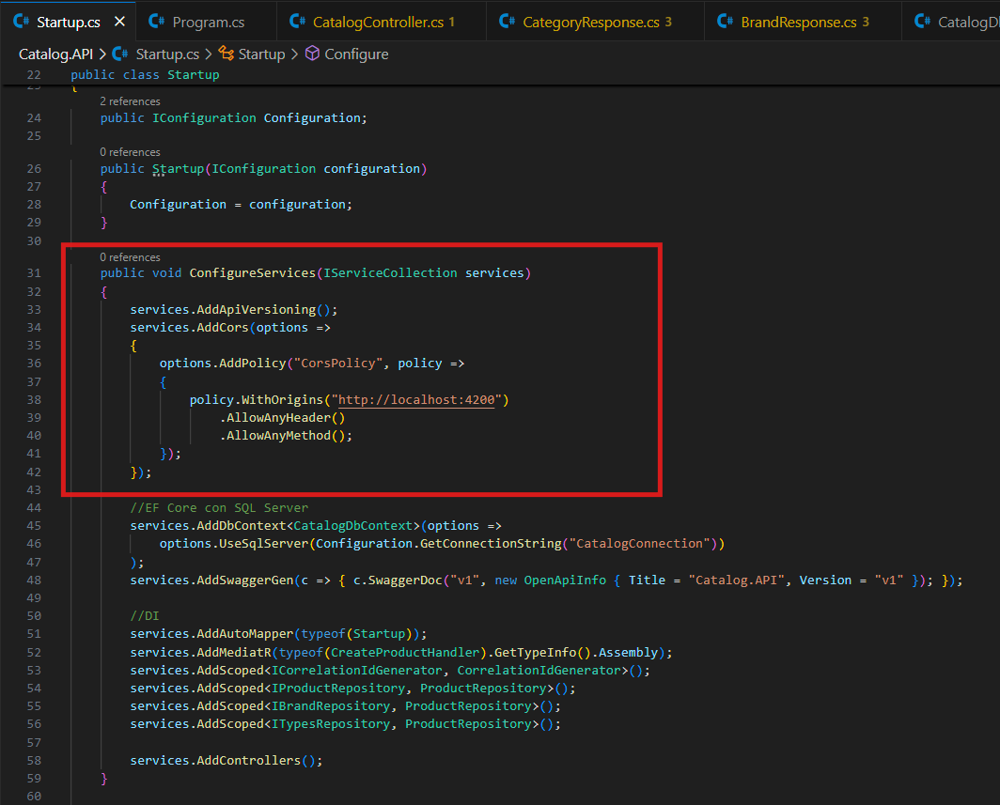 Startup.cs
Program.cs
CatalogController.cs 1
CategoryResponse.cs 3
BrandResponse.cs 3
Catalog.API > Startup.cs > Startup > Configure
22 public class Startup
23 {
2 references
24 public IConfiguration Configuration;
25
0 references
26 public Startup(IConfiguration configuration)
27 {
28 Configuration = configuration;
29 }
30
0 references
31 public void ConfigureServices(IServiceCollection services)
32 {
33 services.AddApiVersioning();
34 services.AddCors(options =>
35 {
36 options.AddPolicy("CorsPolicy", policy =>
37 {
38 policy.WithOrigins("http://localhost:4200")
39 .AllowAnyHeader()
40 .AllowAnyMethod();
41 });
42 });
43
44 //EF Core con SQL Server
45 services.AddDbContext<CatalogDbContext>(options =>
46 options.UseSqlServer(Configuration.GetConnectionString("CatalogConnection"))
47 );
48 services.AddSwaggerGen(c => { c.SwaggerDoc("v1", new OpenApiInfo { Title = "Catalog.API", Version = "v1" }); });
49
50 //DI
51 services.AddAutoMapper(typeof(Startup));
52 services.AddMediatR(typeof(CreateProductHandler).GetTypeInfo().Assembly);
53 services.AddScoped<ICorrelationIdGenerator, CorrelationIdGenerator>();
54 services.AddScoped<IProductRepository, ProductRepository>();
55 services.AddScoped<IBrandRepository, ProductRepository>();
56 services.AddScoped<ITypesRepository, ProductRepository>();
57
58 services.AddControllers();
59 }
60